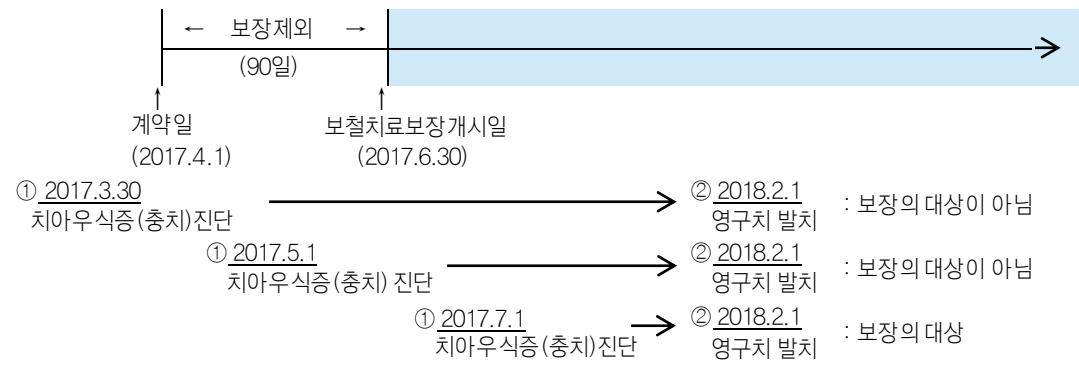 ← 보장제외 →
(90일)
↑ ↑
계약일 보철치료보장개시일
(2017.4.1) (2017.6.30)
① 2017.3.30 ② 2018.2.1 : 보장의 대상이 아님
치아우식증(충치)진단 영구치 발치
① 2017.5.1 ② 2018.2.1 : 보장의 대상이 아님
치아우식증(충치) 진단 영구치 발치
① 2017.7.1 ② 2018.2.1 : 보장의 대상
치아우식증(충치)진단 영구치 발치